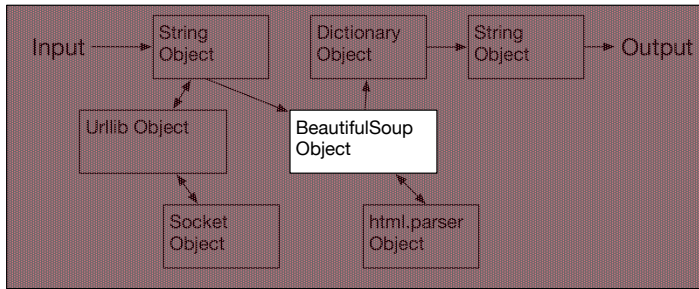 Input
String
Object
Dictionary
Object
String
Object
Output
Urllib Object
BeautifulSoup
Object
Socket
Object
html.parser
Object